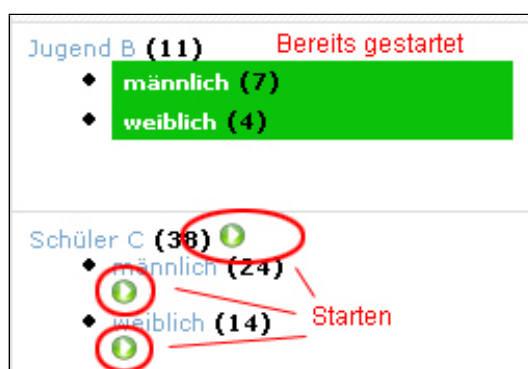 Jugend B (11) Bereits gestartet
männlich (7)
weiblich (4)
Schüler C (38)
männlich (24)
weiblich (14) Starten